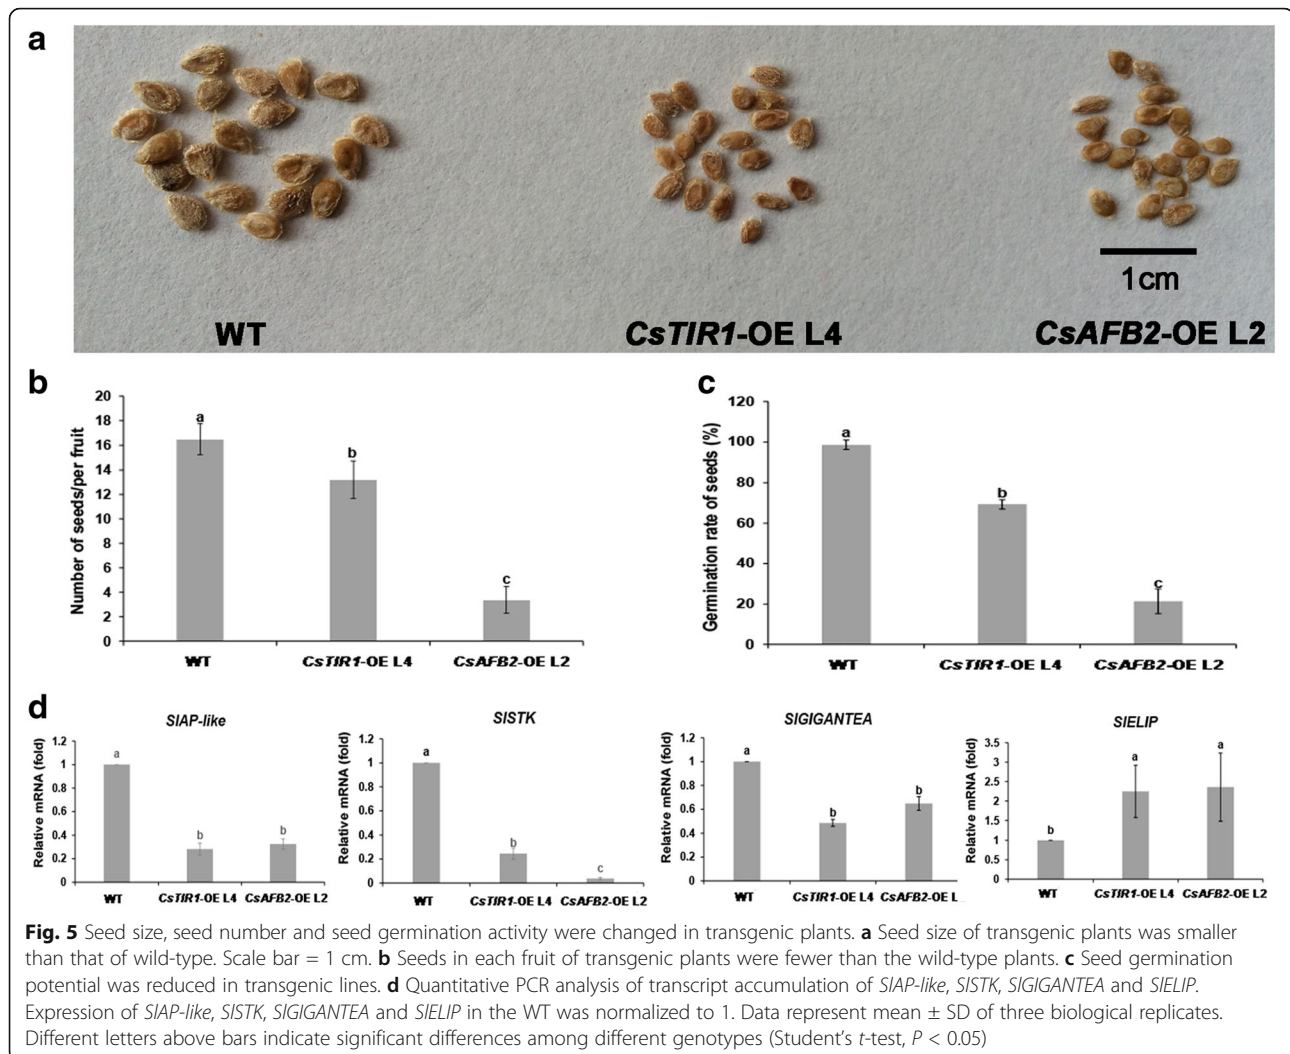 a
1cm
WT CsTIR1-OE L4 CsAFB2-OE L2
b
Number of seeds/per fruit
20
18
16
14
12
10
8
6
4
2
0
a
b
c
WT CsTIR1-OE L4 CsAFB2-OE L2
c
Germination rate of seeds (%)
120
100
80
60
40
20
0
a
b
c
WT CsTIR1-OE L4 CsAFB2-OE L2
d
SlAP-like
Relative mRNA (fold)
1.2
1
0.8
0.6
0.4
0.2
0
a
b
b
WT CsTIR1-OE L4 CsAFB2-OE L2
SlSTK
Relative mRNA (fold)
1.2
1
0.8
0.6
0.4
0.2
0
a
b
c
WT CsTIR1-OE L4 CsAFB2-OE L2
SlGIGANTEA
Relative mRNA (fold)
1.2
1
0.8
0.6
0.4
0.2
0
a
b
b
WT CsTIR1-OE L4 CsAFB2-OE L
SlELIP
Relative mRNA (fold)
3.5
3
2.5
2
1.5
1
0.5
0
b
a
a
WT CsTIR1-OE L4 CsAFB2-OE L2
Fig. 5 Seed size, seed number and seed germination activity were changed in transgenic plants. a Seed size of transgenic plants was smaller
than that of wild-type. Scale bar = 1 cm. b Seeds in each fruit of transgenic plants were fewer than the wild-type plants. c Seed germination
potential was reduced in transgenic lines. d Quantitative PCR analysis of transcript accumulation of SlAP-like, SlSTK, SlGIGANTEA and SlELIP.
Expression of SlAP-like, SlSTK, SlGIGANTEA and SlELIP in the WT was normalized to 1. Data represent mean ± SD of three biological replicates.
Different letters above bars indicate significant differences among different genotypes (Student's t-test, P < 0.05)